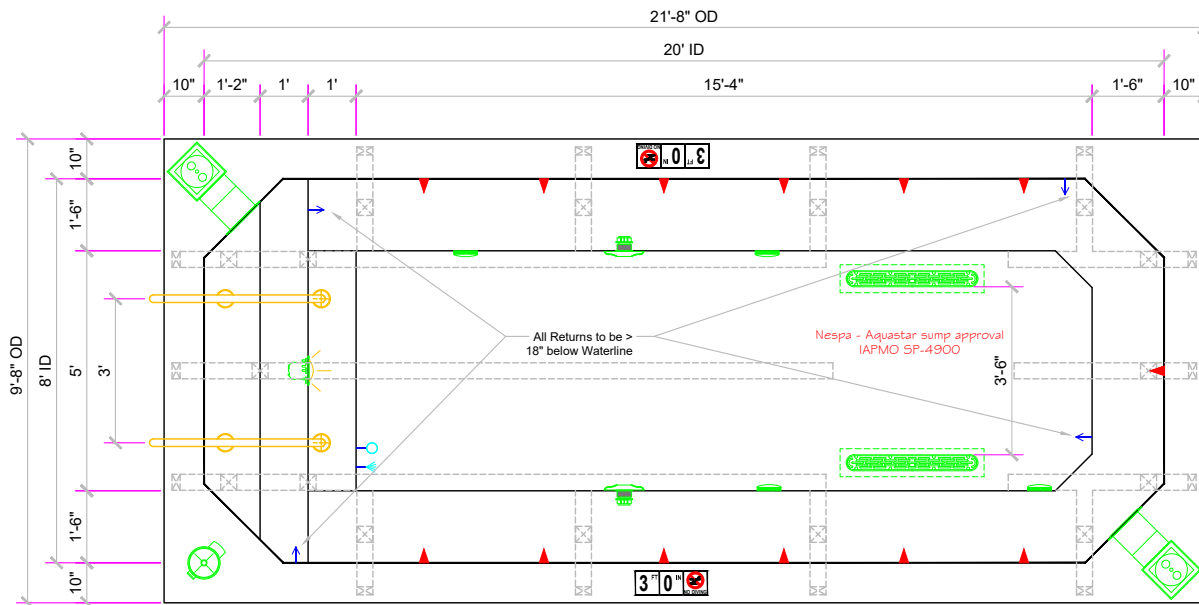 21'-8" OD
20' ID
10" 1'-2" 1' 1' 15'-4" 1'-6" 10"
NO DIVING 0 IN 3 FT
10"
1'-6"
9'-8" OD
8' ID
5'
3'
All Returns to be >
18" below Waterline
Nespa - Aquastar sump approval
IAPMO SP-4900
3'-6"
1'-6"
10"
3 FT 0 IN NO DIVING